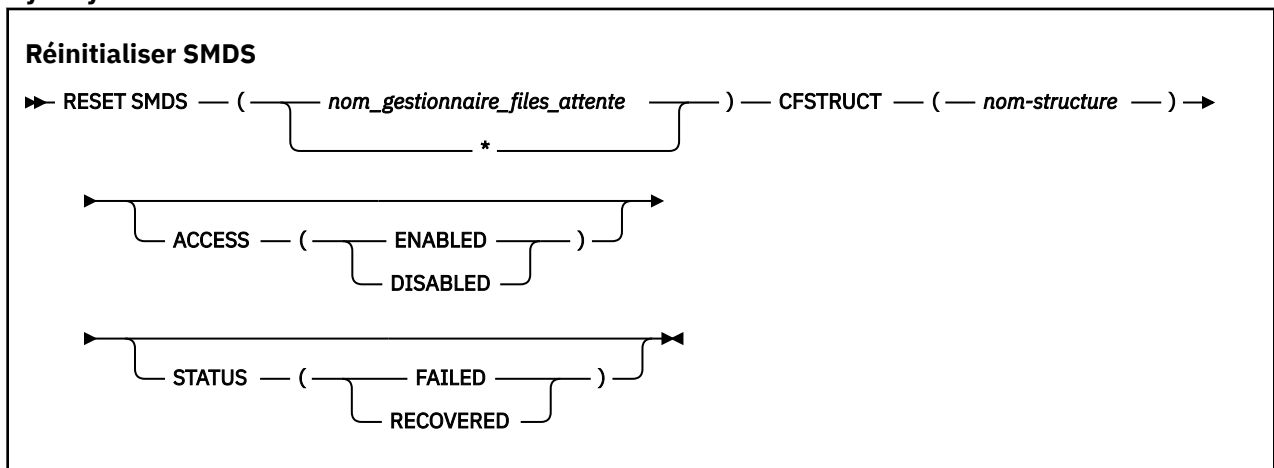 Réinitialiser SMDS
RESET SMDS ( nom_gestionnaire_files_attente ) CFSTRUCT ( nom-structure )
*
ACCESS ( ENABLED )
DISABLED
STATUS ( FAILED )
RECOVERED